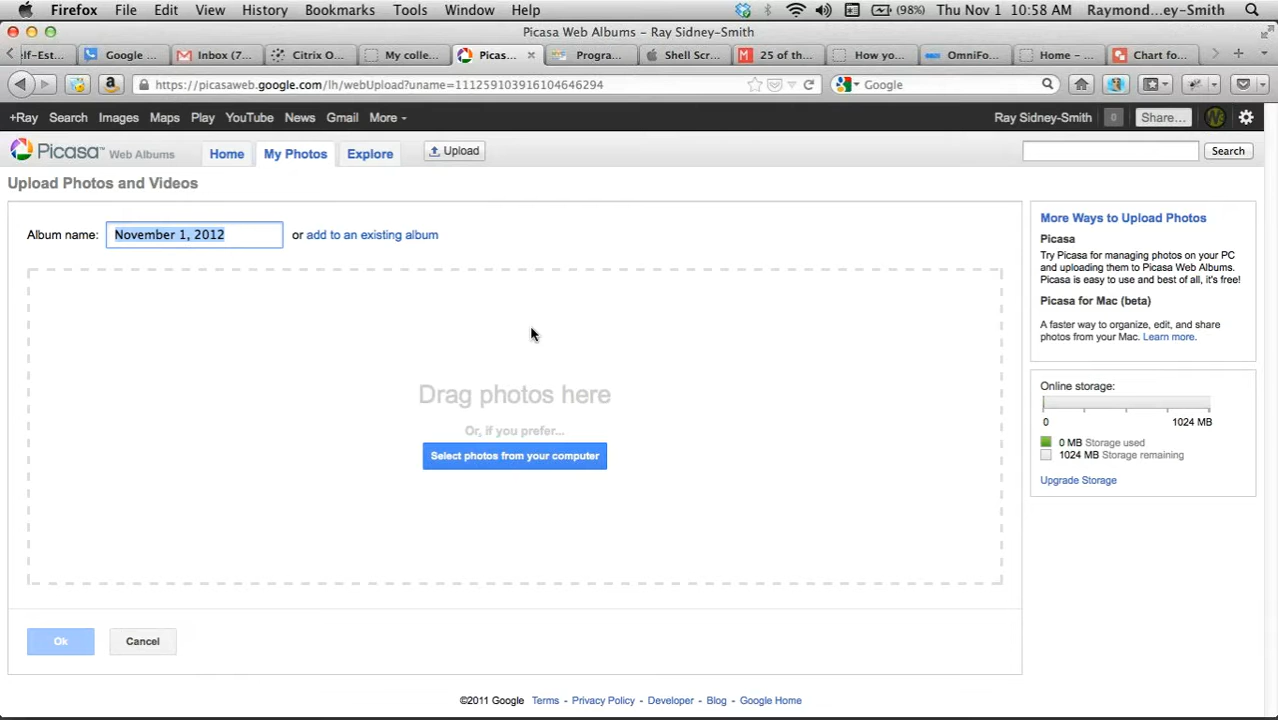 Firefox File Edit View History Bookmarks Tools Window Help (98%) Thu Nov 1 10:58 AM Raymond...ey-Smith
Picasa Web Albums – Ray Sidney-Smith
elf-Est... Google ... Inbox (7... Citrix O... My colle... Picas... Progra... Shell Scr... 25 of th... How yo... OmniFo... Home – ... Chart fo...
https://picasaweb.google.com/lh/webUpload?uname=111259103916104646294 Google
+Ray Search Images Maps Play YouTube News Gmail More Ray Sidney-Smith 0 Share...
Picasa™ Web Albums Home My Photos Explore Upload Search
Upload Photos and Videos
Album name: November 1, 2012 or add to an existing album
Drag photos here
Or, if you prefer...
Select photos from your computer
Ok Cancel
More Ways to Upload Photos
Picasa
Try Picasa for managing photos on your PC
and uploading them to Picasa Web Albums.
Picasa is easy to use and best of all, it's free!
Picasa for Mac (beta)
A faster way to organize, edit, and share
photos from your Mac. Learn more.
Online storage:
0 1024 MB
0 MB Storage used
1024 MB Storage remaining
Upgrade Storage
©2011 Google Terms - Privacy Policy - Developer - Blog - Google Home